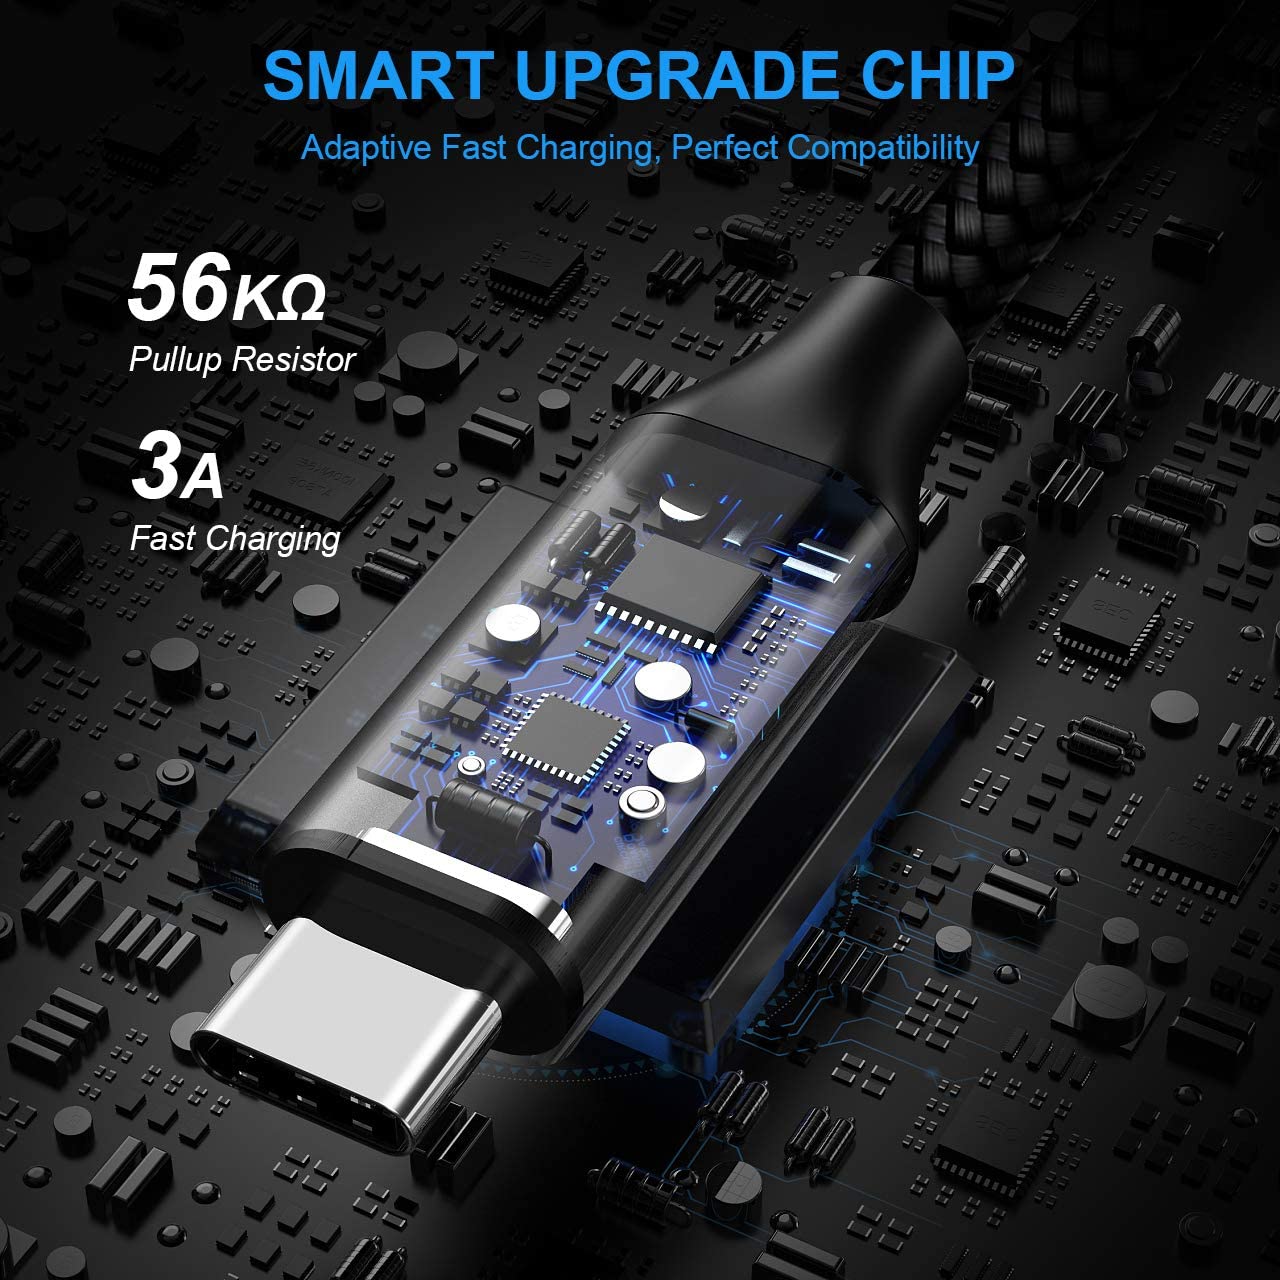 SMART UPGRADE CHIP
Adaptive Fast Charging, Perfect Compatibility
56KΩ
Pullup Resistor
3A
Fast Charging